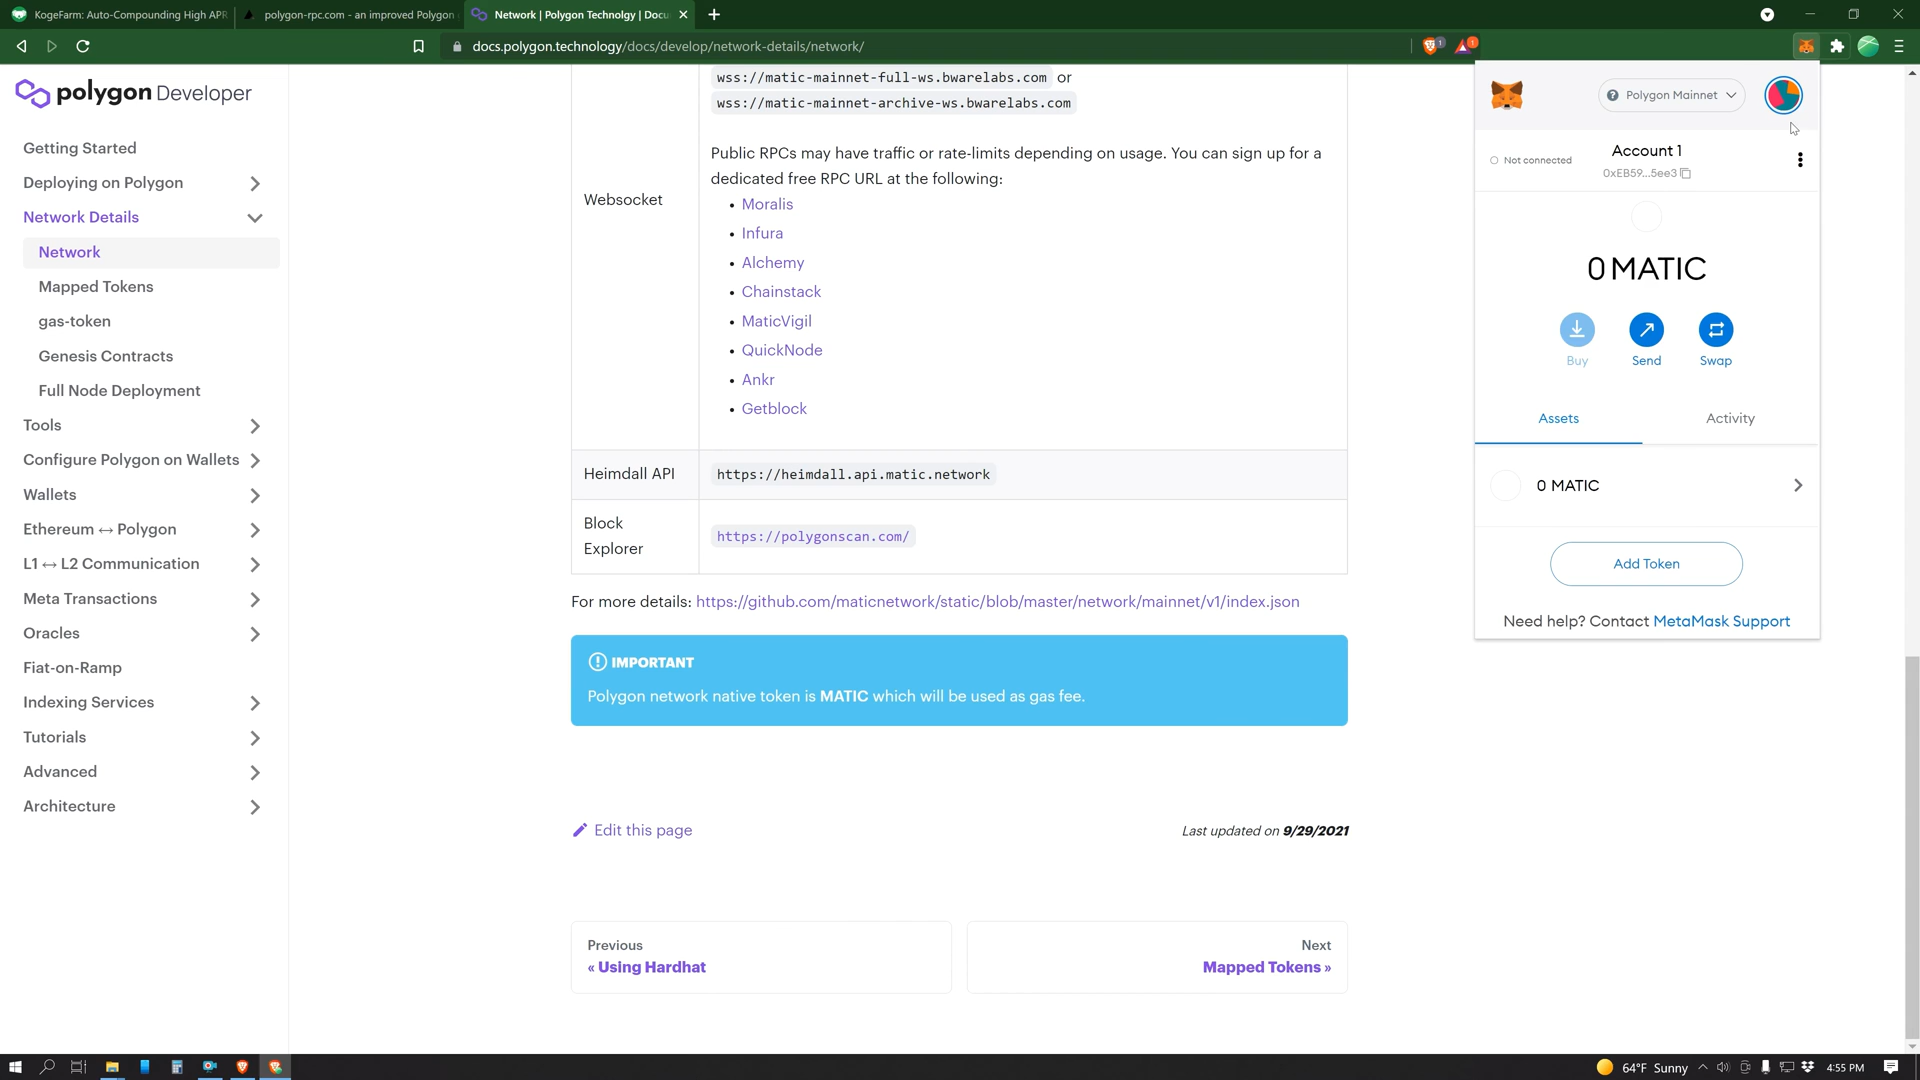 KogeFarm: Auto-Compounding High APR
polygon-rpc.com - an improved Polygon
Network | Polygon Technolgy | Docu
docs.polygon.technology/docs/develop/network-details/network/
1
1
polygon Developer
Getting Started
Deploying on Polygon
Network Details
Network
Mapped Tokens
gas-token
Genesis Contracts
Full Node Deployment
Tools
Configure Polygon on Wallets
Wallets
Ethereum ↔ Polygon
L1 ↔ L2 Communication
Meta Transactions
Oracles
Fiat-on-Ramp
Indexing Services
Tutorials
Advanced
Architecture
Websocket
wss://matic-mainnet-full-ws.bwarelabs.com or
wss://matic-mainnet-archive-ws.bwarelabs.com
Public RPCs may have traffic or rate-limits depending on usage. You can sign up for a
dedicated free RPC URL at the following:
• Moralis
• Infura
• Alchemy
• Chainstack
• MaticVigil
• QuickNode
• Ankr
• Getblock
Heimdall API
https://heimdall.api.matic.network
Block
Explorer
https://polygonscan.com/
For more details: https://github.com/maticnetwork/static/blob/master/network/mainnet/v1/index.json
IMPORTANT
Polygon network native token is MATIC which will be used as gas fee.
Edit this page
Last updated on 9/29/2021
Previous
« Using Hardhat
Next
Mapped Tokens »
Polygon Mainnet
Not connected
Account 1
0xEB59...5ee3
0 MATIC
Buy
Send
Swap
Assets
Activity
0 MATIC
Add Token
Need help? Contact MetaMask Support
64°F Sunny
4:55 PM